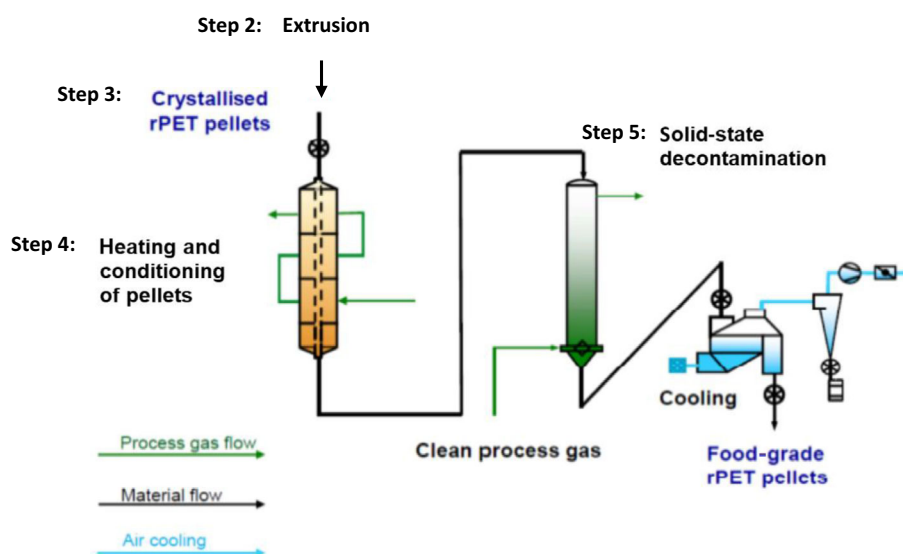 Step 2: Extrusion
Step 3: Crystallised
rPET pellets
Step 5: Solid-state
decontamination
Step 4: Heating and
conditioning
of pellets
Cooling
Process gas flow
Clean process gas
Food-grade
rPET pellets
Material flow
Air cooling